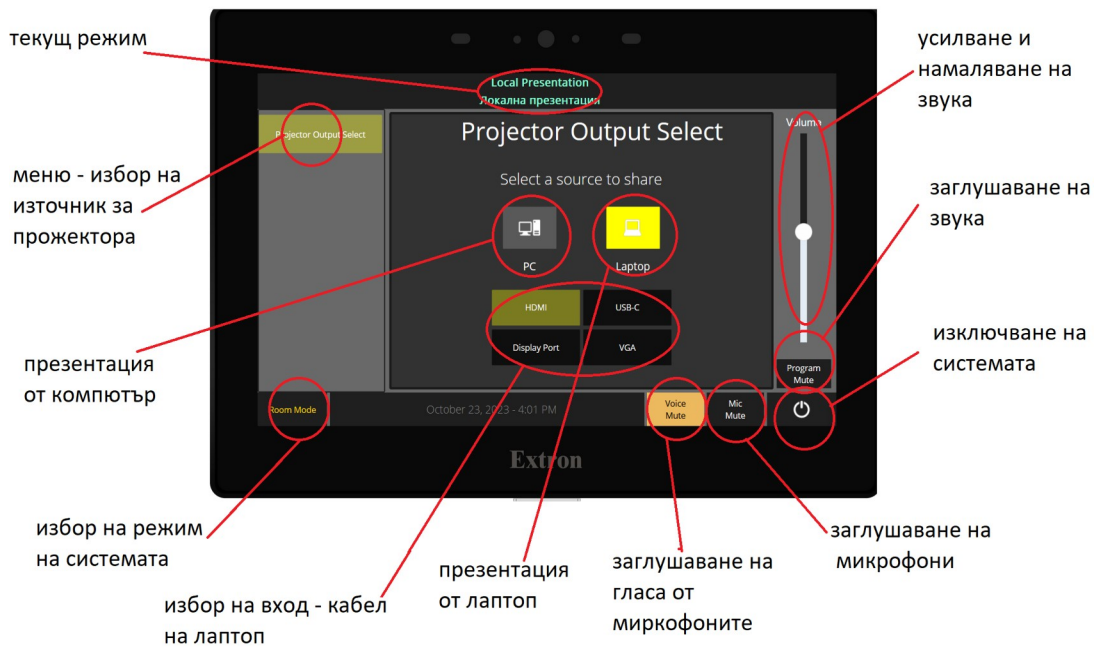 текущ режим
усилване и
намаляване на
звука
Local Presentation
Локална презентация
Projector Output Select
Projector Output Select
Volume
меню - избор на
източник за
прожектора
Select a source to share
заглушаване на
звука
PC
Laptop
HDMI
USB-C
Display Port
VGA
изключване на
системата
презентация
от компютър
Program
Mute
Room Mode
October 23, 2023 - 4:01 PM
Voice
Mute
Mic
Mute
Extron
избор на режим
на системата
избор на вход - кабел
на лаптоп
презентация
от лаптоп
заглушаване на
гласа от
миркофоните
заглушаване на
микрофони